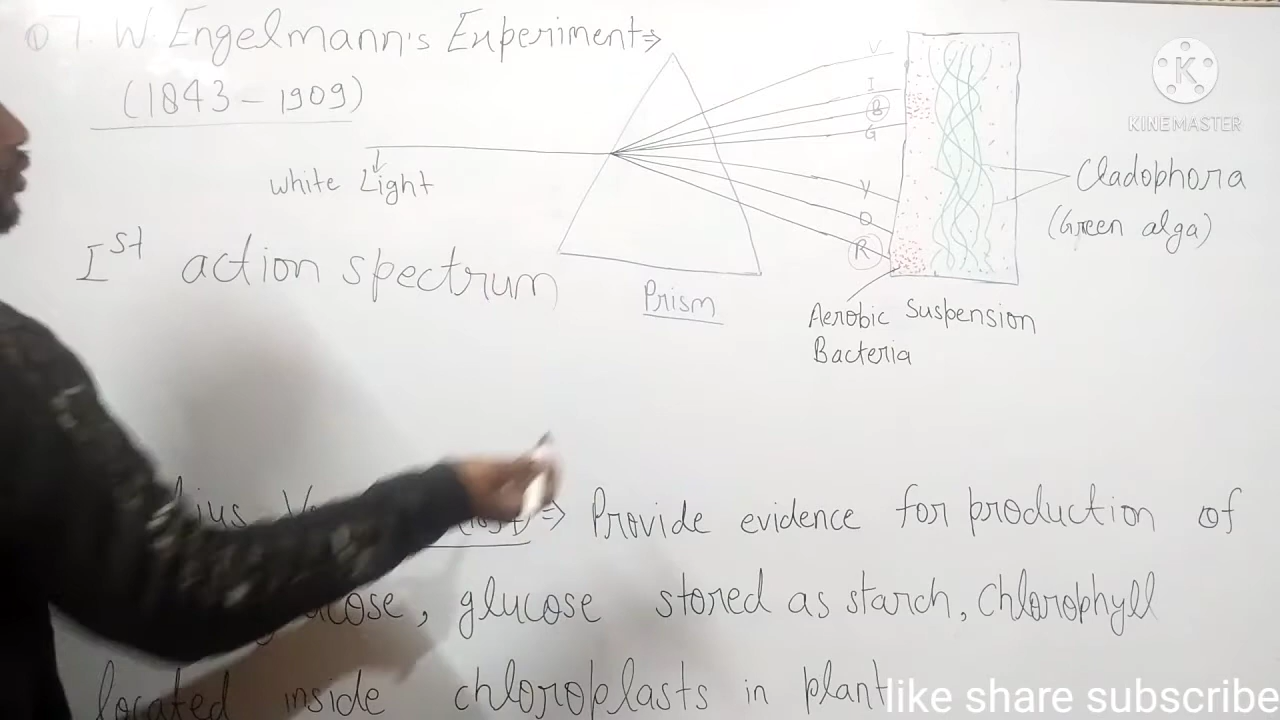 ① T. W. Engelmann's Experiment ⇒
(1843 – 1909)
white Light
Ist action spectrum
V
I
B
G
Y
O
R
Prism
Cladophora
(Green alga)
Aerobic Suspension
Bacteria
KINEMASTER
⇒ Provide evidence for production of
glucose stored as starch, Chlorophyll
located inside chloroplasts in plant
like share subscribe